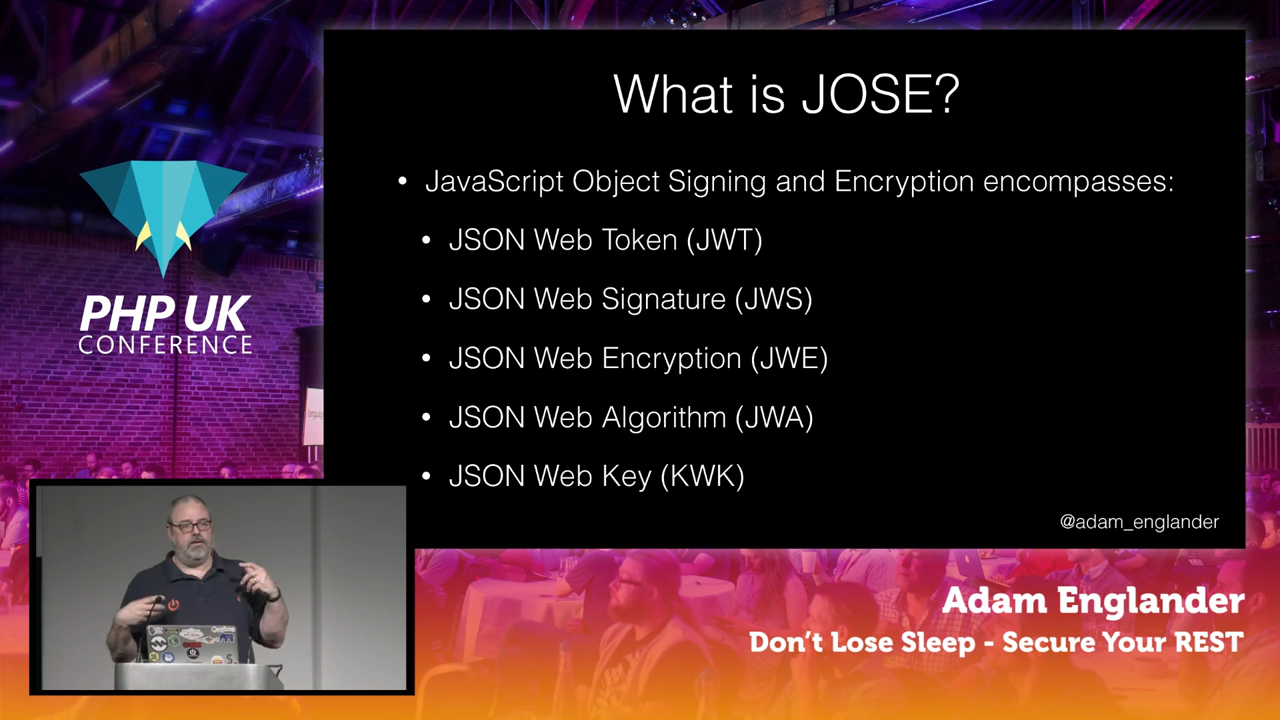 What is JOSE?
• JavaScript Object Signing and Encryption encompasses:
• JSON Web Token (JWT)
• JSON Web Signature (JWS)
• JSON Web Encryption (JWE)
• JSON Web Algorithm (JWA)
• JSON Web Key (KWK)
@adam_englander
PHP UK
CONFERENCE
Adam Englander
Don't Lose Sleep - Secure Your REST